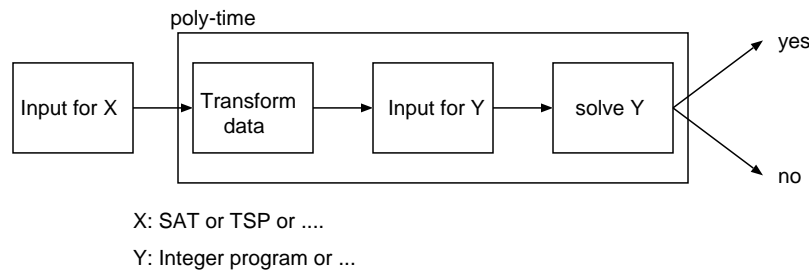 poly-time
Input for X
Transform
data
Input for Y
solve Y
yes
no
X: SAT or TSP or ....
Y: Integer program or ...